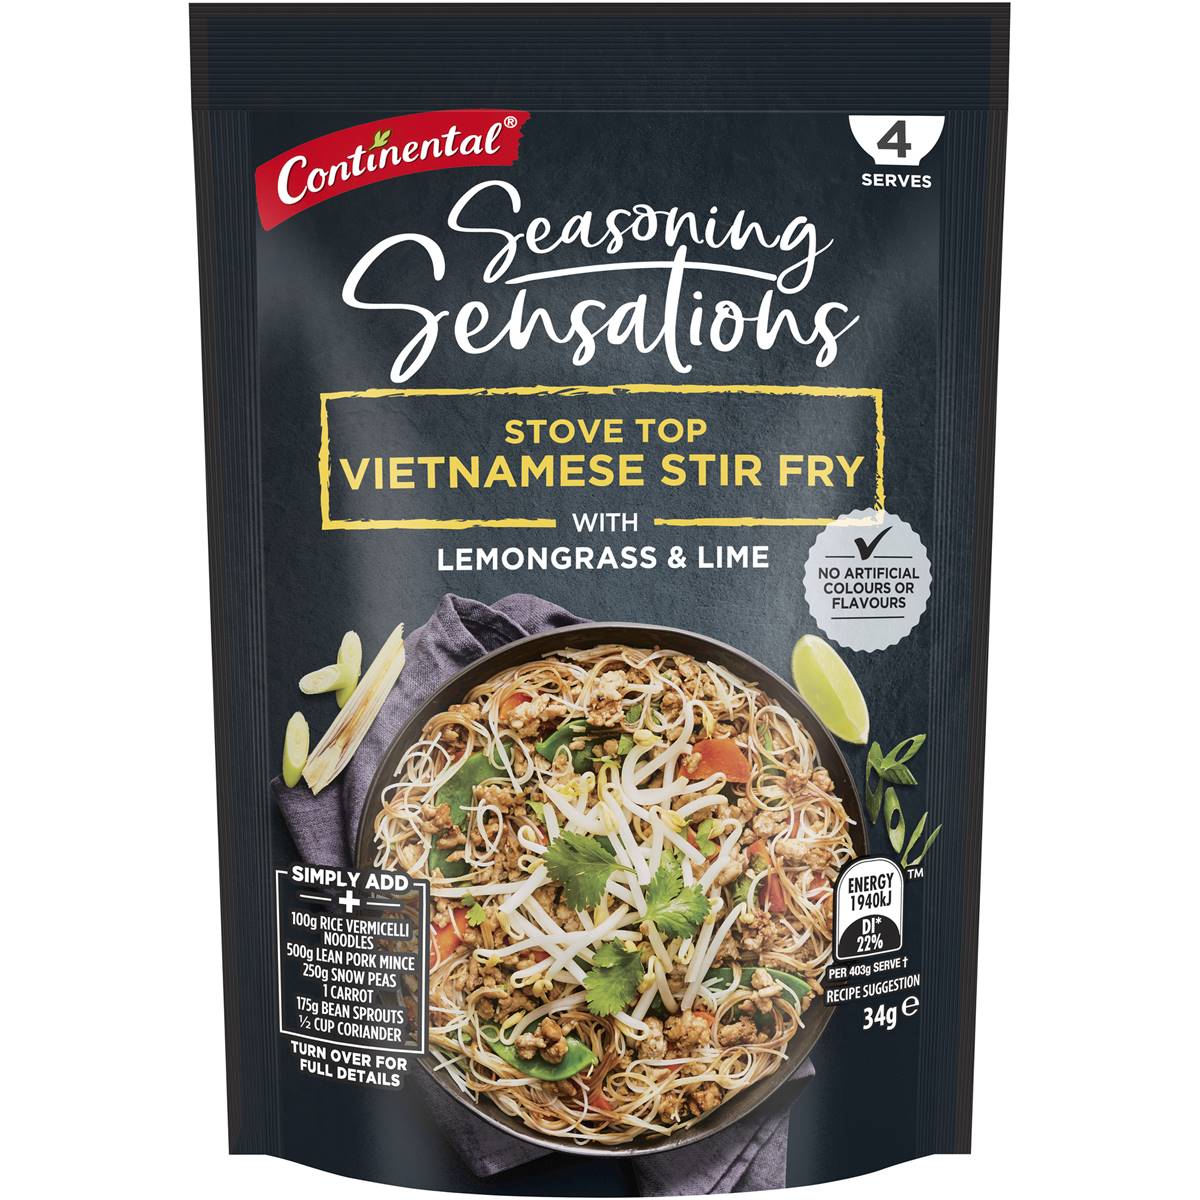 Continental®
4
SERVES
Seasoning
Sensations
STOVE TOP
VIETNAMESE STIR FRY
WITH
LEMONGRASS & LIME
NO ARTIFICIAL
COLOURS OR
FLAVOURS
SIMPLY ADD
+
100g RICE VERMICELLI
NOODLES
500g LEAN PORK MINCE
250g SNOW PEAS
1 CARROT
175g BEAN SPROUTS
½ CUP CORIANDER
TURN OVER FOR
FULL DETAILS
™
ENERGY
1940kJ
DI*
22%
PER 403g SERVE †
RECIPE SUGGESTION
34g ℮